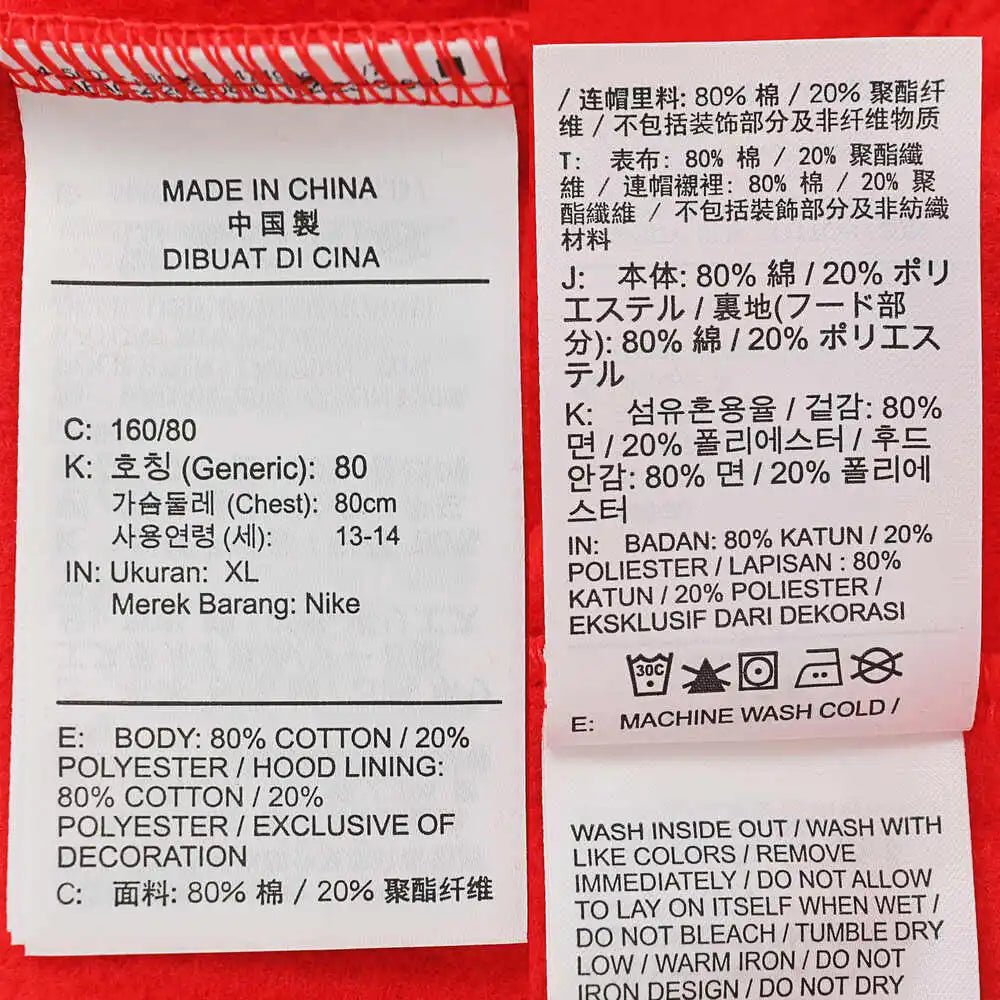 MADE IN CHINA
中国製
DIBUAT DI CINA
C: 160/80
K: 호칭 (Generic): 80
가슴둘레 (Chest): 80cm
사용연령 (세): 13-14
IN: Ukuran: XL
Merek Barang: Nike
E: BODY: 80% COTTON / 20%
POLYESTER / HOOD LINING:
80% COTTON / 20%
POLYESTER / EXCLUSIVE OF
DECORATION
C: 面料: 80% 棉 / 20% 聚酯纤维
/ 连帽里料: 80% 棉 / 20% 聚酯纤
维 / 不包括装饰部分及非纤维物质
T: 表布: 80% 棉 / 20% 聚酯纖
維 / 連帽襯裡: 80% 棉 / 20% 聚
酯纖維 / 不包括裝飾部分及非紡織
材料
J: 本体: 80% 綿 / 20% ポリ
エステル / 裏地(フード部
分): 80% 綿 / 20% ポリエス
テル
K: 섬유혼용율 / 겉감: 80%
면 / 20% 폴리에스터 / 후드
안감: 80% 면 / 20% 폴리에
스터
IN: BADAN: 80% KATUN / 20%
POLIESTER / LAPISAN : 80%
KATUN / 20% POLIESTER /
EKSKLUSIF DARI DEKORASI
30C
E: MACHINE WASH COLD /
WASH INSIDE OUT / WASH WITH
LIKE COLORS / REMOVE
IMMEDIATELY / DO NOT ALLOW
TO LAY ON ITSELF WHEN WET /
DO NOT BLEACH / TUMBLE DRY
LOW / WARM IRON / DO NOT
IRON DESIGN / DO NOT DRY